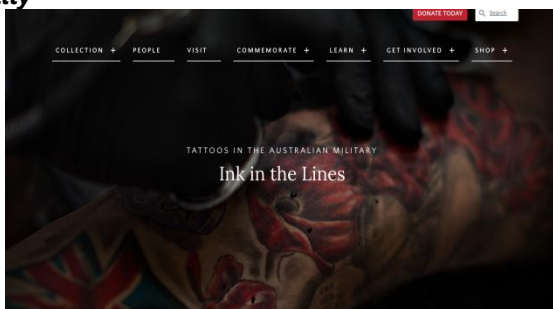 DONATE TODAY
Search
COLLECTION +
PEOPLE
VISIT
COMMEMORATE +
LEARN +
GET INVOLVED +
SHOP +
TATTOOS IN THE AUSTRALIAN MILITARY
Ink in the Lines